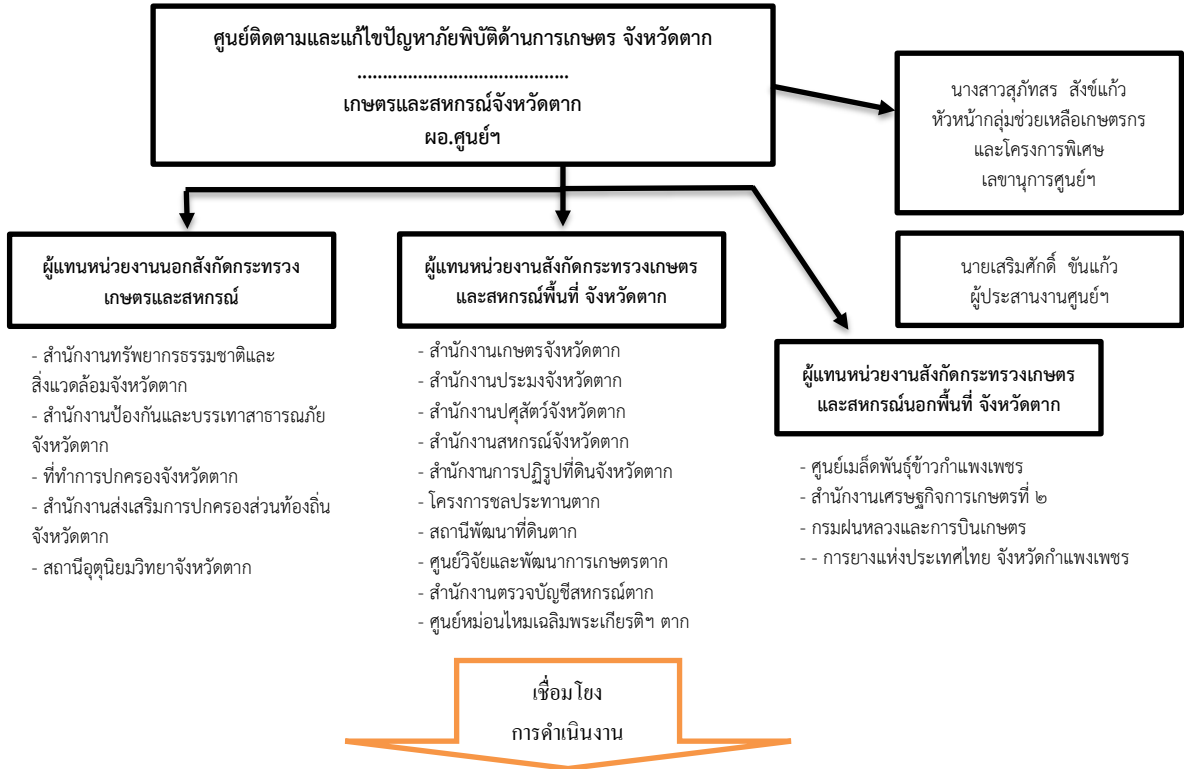 ศูนย์ติดตามและแก้ไขปัญหาภัยพิบัติด้านการเกษตร จังหวัดตาก
.........................................
เกษตรและสหกรณ์จังหวัดตาก
ผอ.ศูนย์ฯ
นางสาวสุภัทสร สังข์แก้ว
หัวหน้ากลุ่มช่วยเหลือเกษตรกร
และโครงการพิเศษ
เลขานุการศูนย์ฯ
นายเสริมศักดิ์ ขันแก้ว
ผู้ประสานงานศูนย์ฯ
ผู้แทนหน่วยงานนอกสังกัดกระทรวง
เกษตรและสหกรณ์
- สำนักงานทรัพยากรธรรมชาติและ
สิ่งแวดล้อมจังหวัดตาก
- สำนักงานป้องกันและบรรเทาสาธารณภัย
จังหวัดตาก
- ที่ทำการปกครองจังหวัดตาก
- สำนักงานส่งเสริมการปกครองส่วนท้องถิ่น
จังหวัดตาก
- สถานีอุตุนิยมวิทยาจังหวัดตาก
ผู้แทนหน่วยงานสังกัดกระทรวงเกษตร
และสหกรณ์พื้นที่ จังหวัดตาก
- สำนักงานเกษตรจังหวัดตาก
- สำนักงานประมงจังหวัดตาก
- สำนักงานปศุสัตว์จังหวัดตาก
- สำนักงานสหกรณ์จังหวัดตาก
- สำนักงานการปฏิรูปที่ดินจังหวัดตาก
- โครงการชลประทานตาก
- สถานีพัฒนาที่ดินตาก
- ศูนย์วิจัยและพัฒนาการเกษตรตาก
- สำนักงานตรวจบัญชีสหกรณ์ตาก
- ศูนย์หม่อนไหมเฉลิมพระเกียรติฯ ตาก
ผู้แทนหน่วยงานสังกัดกระทรวงเกษตร
และสหกรณ์นอกพื้นที่ จังหวัดตาก
- ศูนย์เมล็ดพันธุ์ข้าวกำแพงเพชร
- สำนักงานเศรษฐกิจการเกษตรที่ ๒
- กรมฝนหลวงและการบินเกษตร
- - การยางแห่งประเทศไทย จังหวัดกำแพงเพชร
เชื่อมโยง
การดำเนินงาน